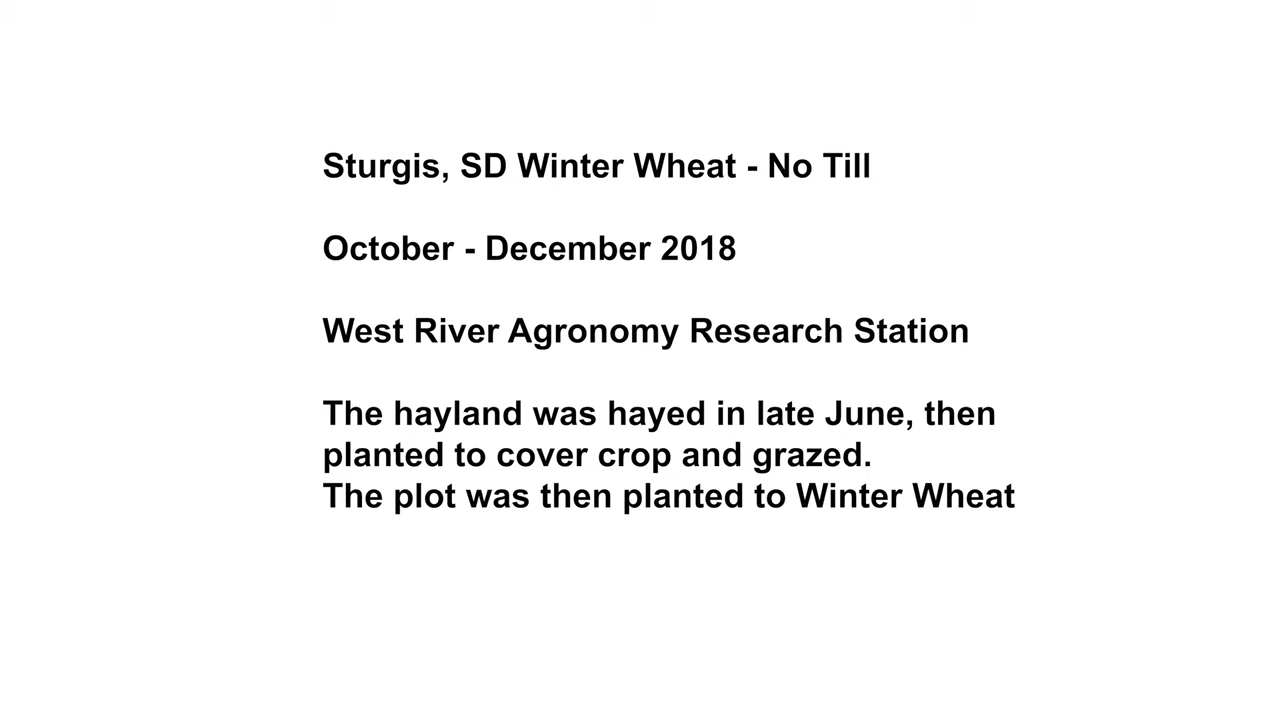 Sturgis, SD Winter Wheat - No Till
October - December 2018
West River Agronomy Research Station
The hayland was hayed in late June, then
planted to cover crop and grazed.
The plot was then planted to Winter Wheat